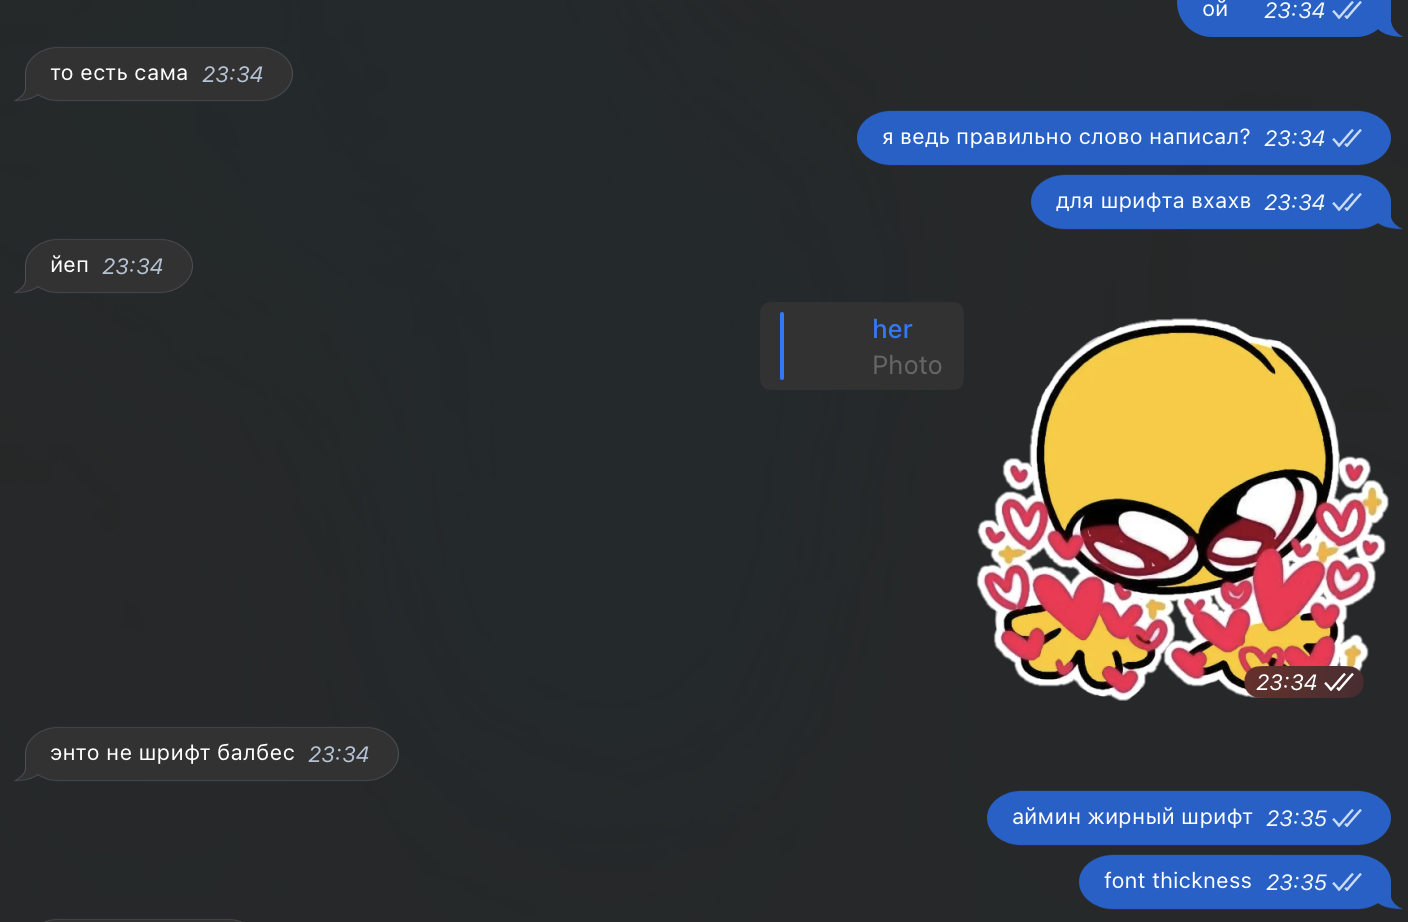 ой 23:34
то есть сама 23:34
я ведь правильно слово написал? 23:34
для шрифта вхахв 23:34
йеп 23:34
her
Photo
23:34
энто не шрифт балбес 23:34
аймин жирный шрифт 23:35
font thickness 23:35